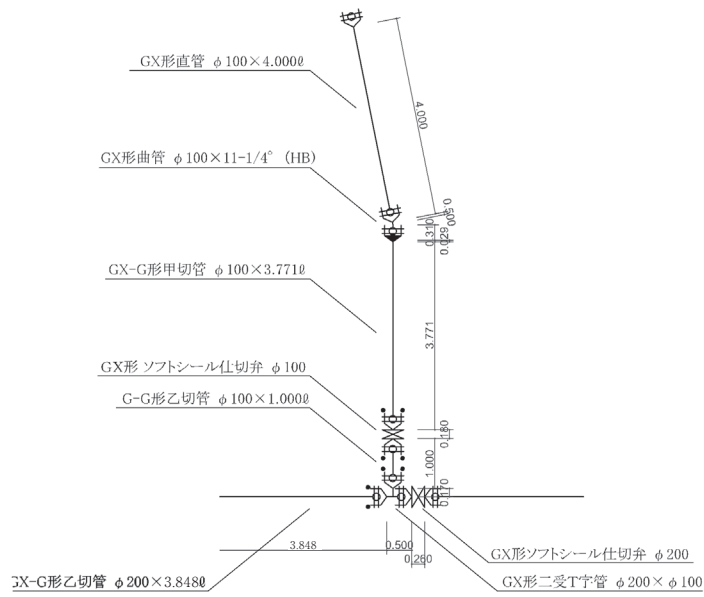 GX形直管 φ100×4.000ℓ
4.000
GX形曲管 φ100×11-1/4° (HB)
0.500
0.310
0.029
GX-G形甲切管 φ100×3.771ℓ
3.771
GX形 ソフトシール仕切弁 φ100
G-G形乙切管 φ100×1.000ℓ
0.180
1.000
0.170
3.848
0.500
0.260
GX形ソフトシール仕切弁 φ200
GX-G形乙切管 φ200×3.848ℓ
GX形二受T字管 φ200×φ100